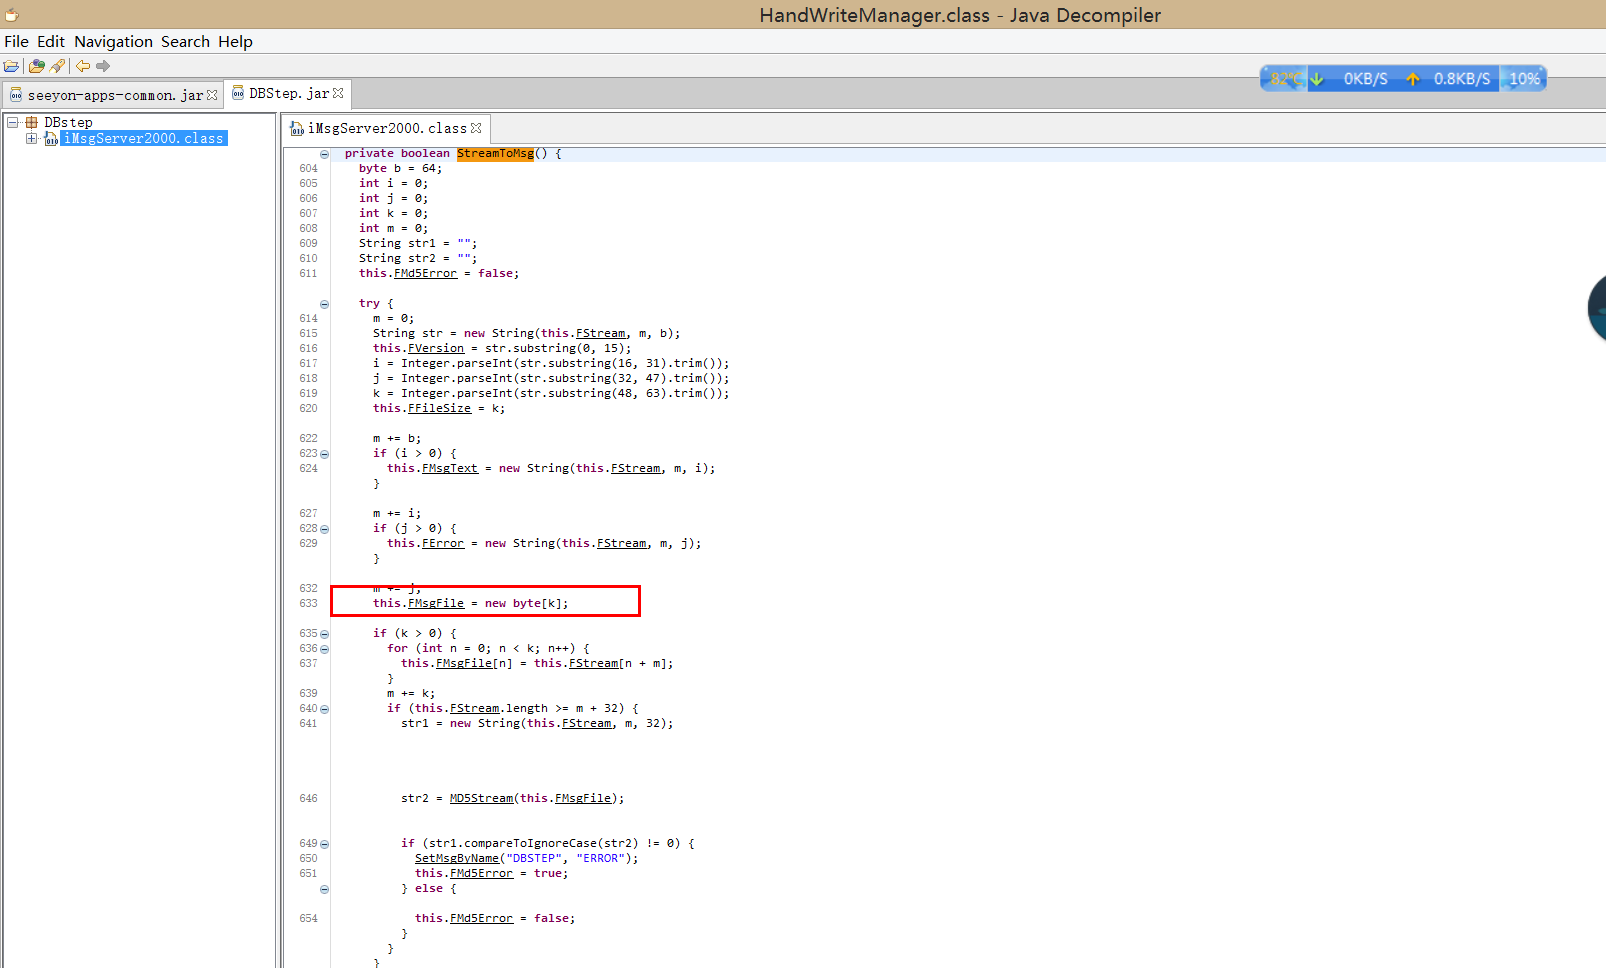 HandWriteManager.class - Java Decompiler
File Edit Navigation Search Help
82℃ 0KB/S 0.8KB/S 10%
seeyon-apps-common.jar DBStep.jar
DBstep
iMsgServer2000.class
iMsgServer2000.class
private boolean StreamToMsg() {
604 byte b = 64;
605 int i = 0;
606 int j = 0;
607 int k = 0;
608 int m = 0;
609 String str1 = "";
610 String str2 = "";
611 this.FMd5Error = false;
try {
614 m = 0;
615 String str = new String(this.FStream, m, b);
616 this.FVersion = str.substring(0, 15);
617 i = Integer.parseInt(str.substring(16, 31).trim());
618 j = Integer.parseInt(str.substring(32, 47).trim());
619 k = Integer.parseInt(str.substring(48, 63).trim());
620 this.FFileSize = k;
622 m += b;
623 if (i > 0) {
624 this.FMsgText = new String(this.FStream, m, i);
}
627 m += i;
628 if (j > 0) {
629 this.FError = new String(this.FStream, m, j);
}
632 m += j;
633 this.FMsgFile = new byte[k];
635 if (k > 0) {
636 for (int n = 0; n < k; n++) {
637 this.FMsgFile[n] = this.FStream[n + m];
}
639 m += k;
640 if (this.FStream.length >= m + 32) {
641 str1 = new String(this.FStream, m, 32);
646 str2 = MD5Stream(this.FMsgFile);
649 if (str1.compareToIgnoreCase(str2) != 0) {
650 SetMsgByName("DBSTEP", "ERROR");
651 this.FMd5Error = true;
} else {
654 this.FMd5Error = false;
}
}
}